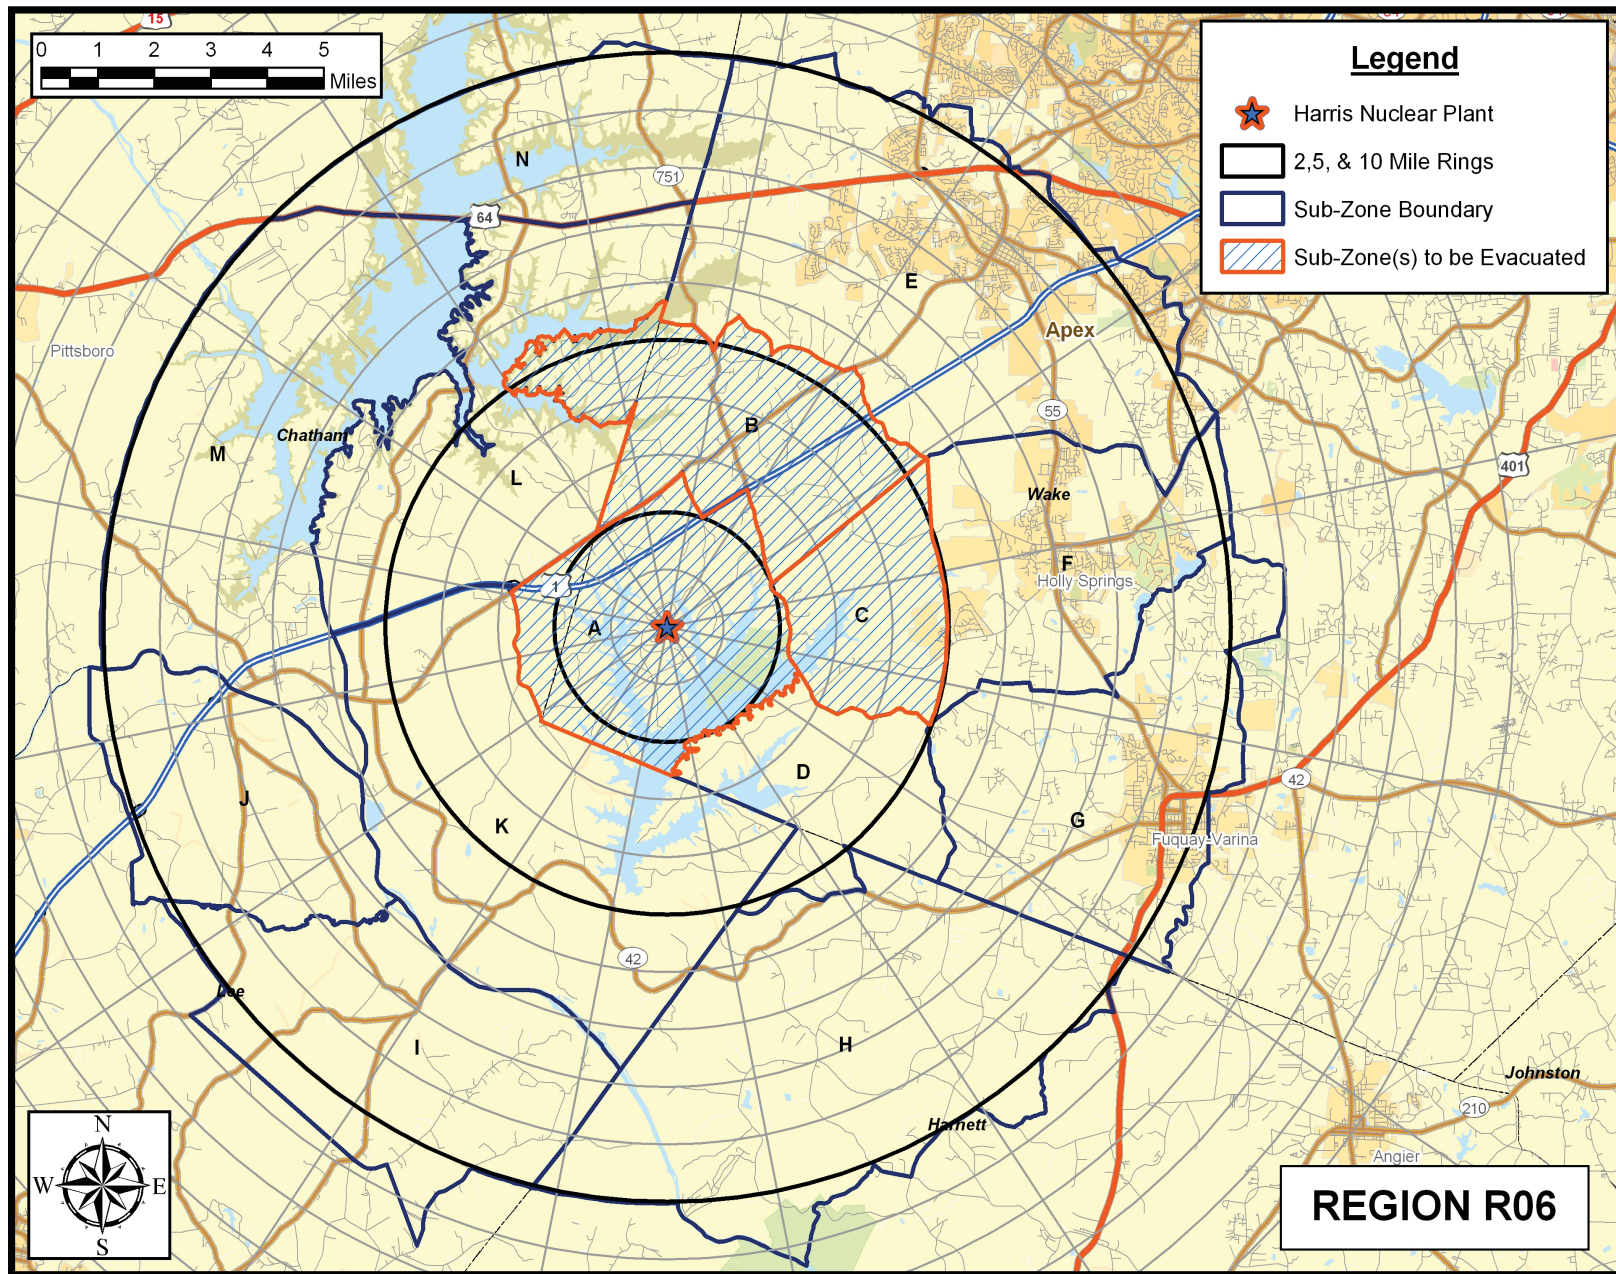 15
0 1 2 3 4 5
Miles
Legend
Harris Nuclear Plant
2,5, & 10 Mile Rings
Sub-Zone Boundary
Sub-Zone(s) to be Evacuated
N
751
64
E
Apex
Pittsboro
55
B
Chatham
M
L
401
Wake
F
Holly Springs
1
A
C
D
42
J
K
G
Fuquay-Varina
42
Lee
I
H
Johnston
210
Harnett
Angier
N
W E
S
REGION R06